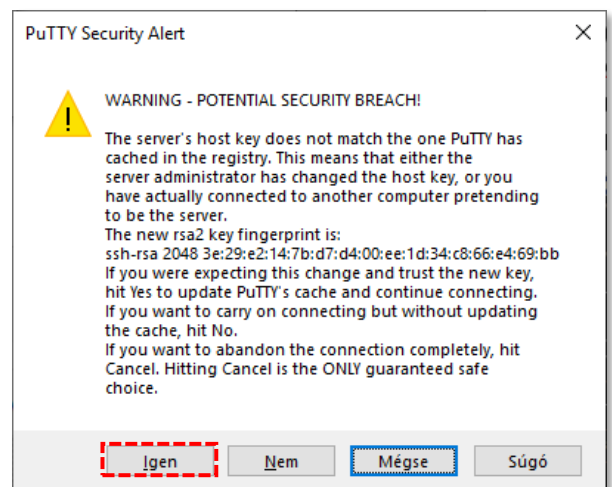 PuTTY Security Alert
WARNING - POTENTIAL SECURITY BREACH!
The server's host key does not match the one PuTTY has
cached in the registry. This means that either the
server administrator has changed the host key, or you
have actually connected to another computer pretending
to be the server.
The new rsa2 key fingerprint is:
ssh-rsa 2048 3e:29:e2:14:7b:d7:d4:00:ee:1d:34:c8:66:e4:69:bb
If you were expecting this change and trust the new key,
hit Yes to update PuTTY's cache and continue connecting.
If you want to carry on connecting but without updating
the cache, hit No.
If you want to abandon the connection completely, hit
Cancel. Hitting Cancel is the ONLY guaranteed safe
choice.
Igen Nem Mégse Súgó